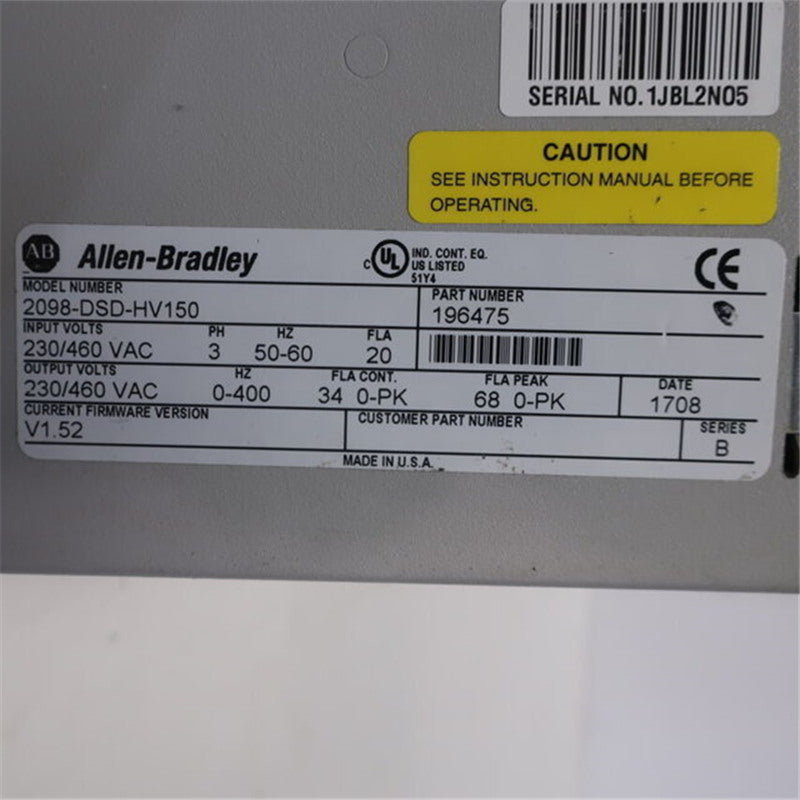 SERIAL NO. 1JBL2N05
CAUTION
SEE INSTRUCTION MANUAL BEFORE
OPERATING.
AB Allen-Bradley
C UL US LISTED IND. CONT. EQ. 51Y4
CE
MODEL NUMBER
2098-DSD-HV150
PART NUMBER
196475
INPUT VOLTS PH HZ FLA
230/460 VAC 3 50-60 20
OUTPUT VOLTS HZ FLA CONT. FLA PEAK DATE
230/460 VAC 0-400 34 0-PK 68 0-PK 1708
CURRENT FIRMWARE VERSION CUSTOMER PART NUMBER SERIES
V1.52 B
MADE IN U.S.A.